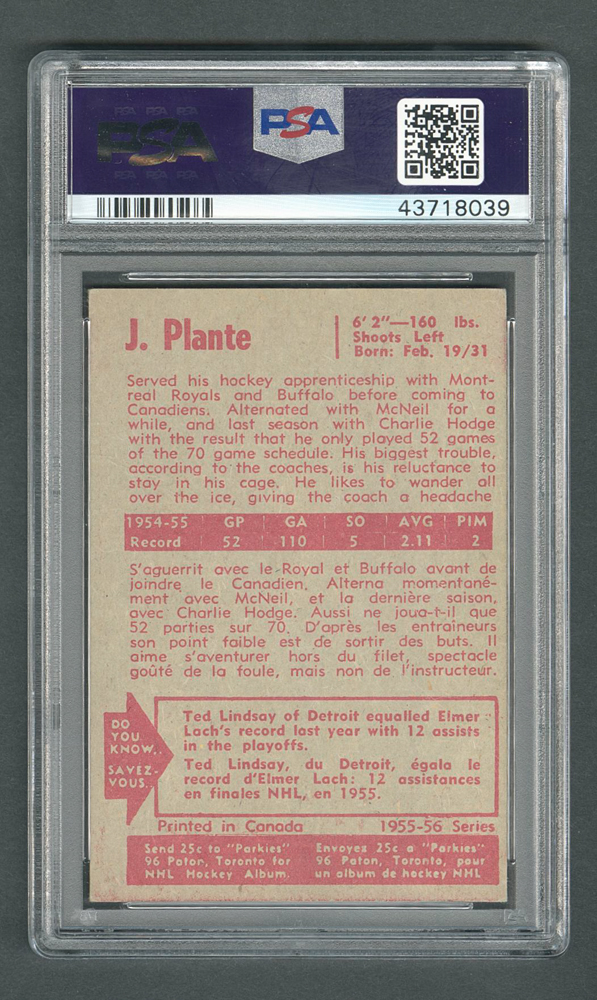 PSA PSA PSA
PSA
PSA
PSA PSA PSA
43718039
J. Plante
6' 2"—160 lbs.
Shoots Left
Born: Feb. 19/31
Served his hockey apprenticeship with Mont-
real Royals and Buffalo before coming to
Canadiens. Alternated with McNeil for a
while, and last season with Charlie Hodge
with the result that he only played 52 games
of the 70 game schedule. His biggest trouble,
according to the coaches, is his reluctance to
stay in his cage. He likes to wander all
over the ice, giving the coach a headache
1954-55 GP GA SO AVG PIM
Record 52 110 5 2.11 2
S'aguerrit avec le Royal et Buffalo avant de
joindre le Canadien. Alterna momentané-
ment avec McNeil, et la dernière saison,
avec Charlie Hodge. Aussi ne joua-t-il que
52 parties sur 70. D'après les entraîneurs
son point faible est de sortir des buts. Il
aime s'aventurer hors du filet, spectacle
goûté de la foule, mais non de l'instructeur.
DO
YOU
KNOW..
SAVEZ-
VOUS..
Ted Lindsay of Detroit equalled Elmer
Lach's record last year with 12 assists
in the playoffs.
Ted Lindsay, du Detroit, égala le
record d'Elmer Lach: 12 assistances
en finales NHL, en 1955.
Printed in Canada 1955-56 Series
Send 25c to "Parkies"
96 Paton, Toronto for
NHL Hockey Album.
Envoyez 25c a "Parkies"
96 Paton, Toronto, pour
un album de hockey NHL